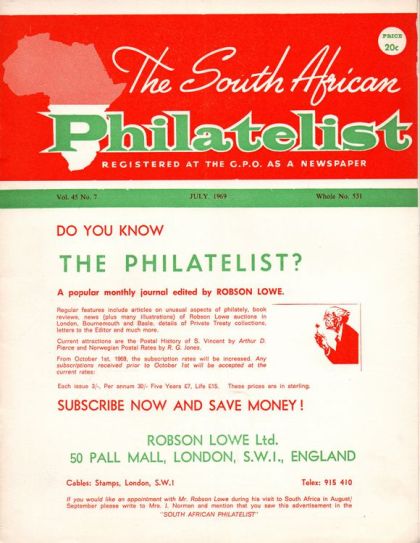 PRICE
20c
The South African
Philatelist
REGISTERED AT THE G.P.O. AS A NEWSPAPER
Vol. 45 No. 7 JULY, 1969 Whole No. 531
DO YOU KNOW
THE PHILATELIST?
A popular monthly journal edited by ROBSON LOWE.
Regular features include articles on unusual aspects of philately, book
reviews, news (plus many illustrations) of Robson Lowe auctions in
London, Bournemouth and Basle, details of Private Treaty collections,
letters to the Editor and much more.
Current attractions are the Postal History of S. Vincent by Arthur D.
Pierce and Norwegian Postal Rates by R. G. Jones.
From October 1st, 1968, the subscription rates will be increased. Any
subscriptions received prior to October 1st will be accepted at the
current rates:
Each issue 3/-, Per annum 30/- Five Years £7, Life £15. These prices are in sterling.
SUBSCRIBE NOW AND SAVE MONEY!
ROBSON LOWE Ltd.
50 PALL MALL, LONDON, S.W.1., ENGLAND
Cables: Stamps, London, S.W.1 Telex: 915 410
If you would like an appointment with Mr. Robson Lowe during his visit to South Africa in August/
September please write to Mrs. J. Norman and mention that you saw this advertisement in the
"SOUTH AFRICAN PHILATELIST"